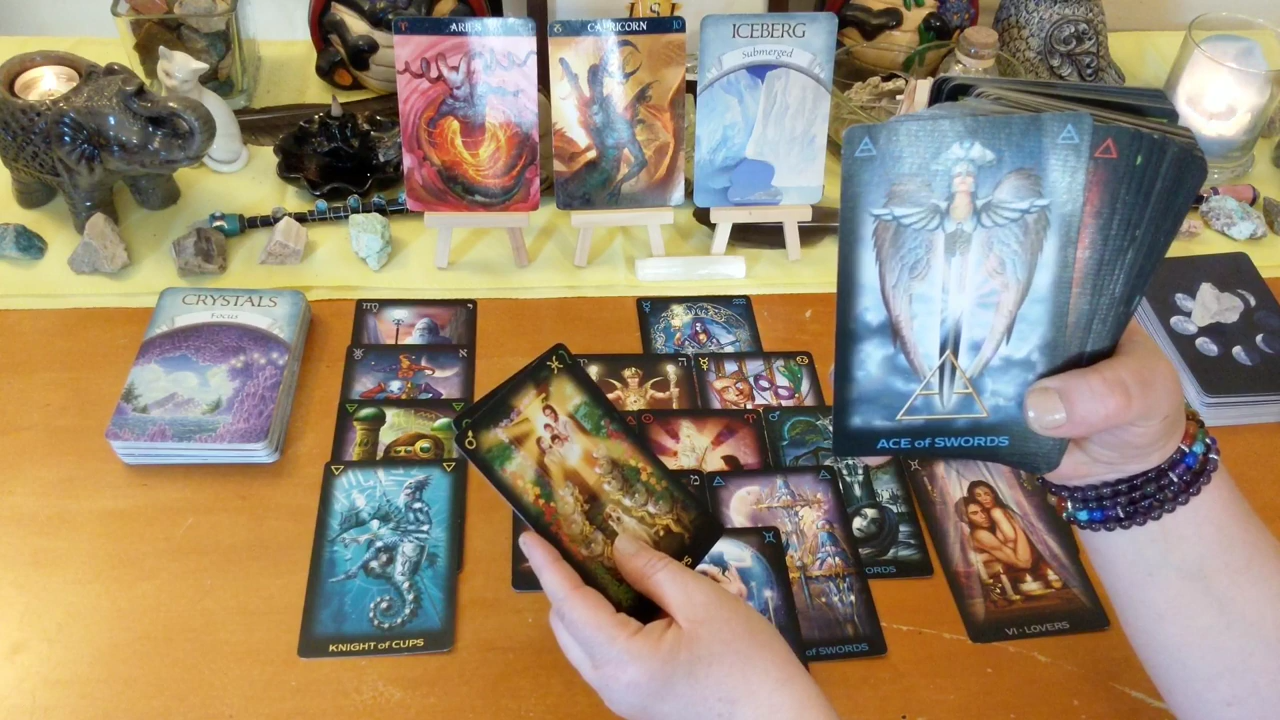 ARIES
CAPRICORN
10
ICEBERG
Submerged
CRYSTALS
Focus
ACE of SWORDS
KNIGHT of CUPS
of SWORDS
ORDS
VI • LOVERS